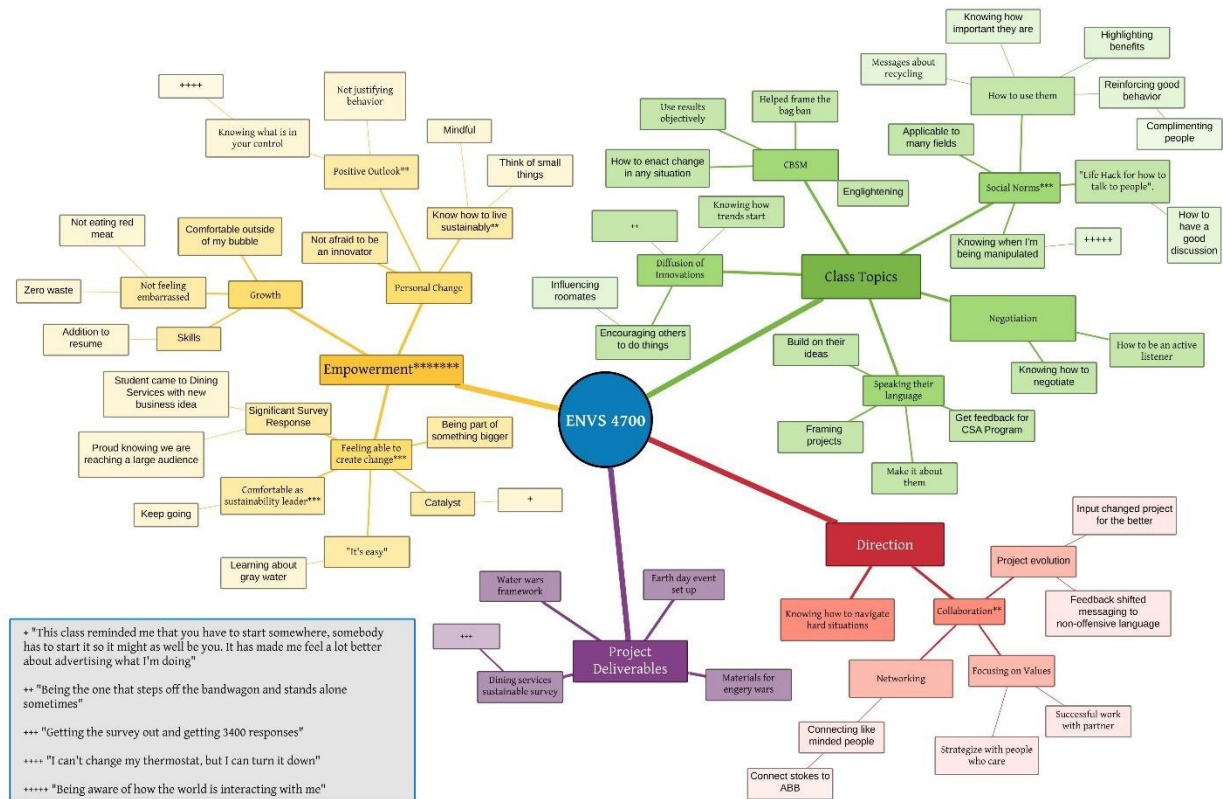 Knowing how
important they are
Highlighting
benefits
Messages about
recycling
How to use them
Reinforcing good
behavior
Complimenting
people
Applicable to
many fields
Social Norms***
"Life Hack for how
to talk to people".
How to
have a
good
discussion
Knowing when I'm
being manipulated
+++++
Use results
objectively
Helped frame the
bag ban
CBSM
How to enact change
in any situation
Englightening
Knowing how
trends start
++
Diffusion of
Innovations
Influencing
roomates
Encouraging others
to do things
Class Topics
Negotiation
How to be an active
listener
Knowing how to
negotiate
Build on their
ideas
Speaking their
language
Framing
projects
Get feedback for
CSA Program
Make it about
them
++++
Not justifying
behavior
Knowing what is in
your control
Positive Outlook**
Mindful
Think of small
things
Know how to live
sustainably**
Not afraid to be
an innovator
Personal Change
Not eating red
meat
Comfortable outside
of my bubble
Zero waste
Not feeling
embarrassed
Growth
Addition to
resume
Skills
Empowerment*******
ENVS 4700
Student came to Dining
Services with new
business idea
Significant Survey
Response
Being part of
something bigger
Proud knowing we are
reaching a large audience
Feeling able to
create change***
Comfortable as
sustainability leader***
Catalyst
+
Keep going
"It's easy"
Learning about
gray water
Direction
Input changed project
for the better
Project evolution
Knowing how to navigate
hard situations
Collaboration**
Feedback shifted
messaging to
non-offensive language
Networking
Focusing on Values
Connecting like
minded people
Successful work with
partner
Strategize with people
who care
Connect stokes to
ABB
Water wars
framework
Earth day event
set up
+++
Project
Deliverables
Dining services
sustainable survey
Materials for
engery wars
+ "This class reminded me that you have to start somewhere, somebody
has to start it so it might as well be you. It has made me feel a lot better
about advertising what I'm doing"
++ "Being the one that steps off the bandwagon and stands alone
sometimes"
+++ "Getting the survey out and getting 3400 responses"
++++ "I can't change my thermostat, but I can turn it down"
+++++ "Being aware of how the world is interacting with me"